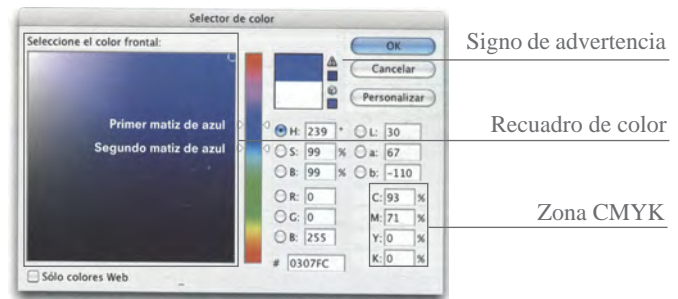 Selector de color
Seleccione el color frontal:
Primer matiz de azul
Segundo matiz de azul
OK
Cancelar
Personalizar
H: 239 °
S: 99 %
B: 99 %
R: 0
G: 0
B: 255
# 0307FC
L: 30
a: 67
b: -110
C: 93 %
M: 71 %
Y: 0 %
K: 0 %
Sólo colores Web
Signo de advertencia
Recuadro de color
Zona CMYK